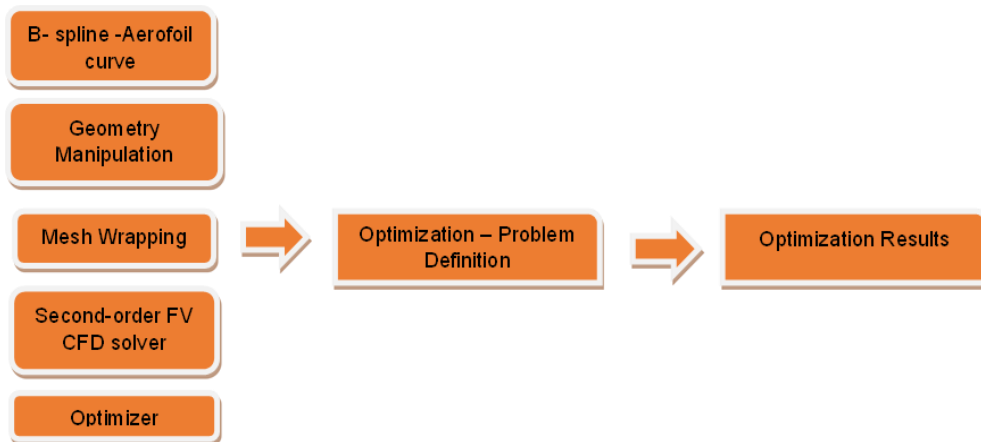 B- spline -Aerofoil
curve
Geometry
Manipulation
Mesh Wrapping
Second-order FV
CFD solver
Optimizer
Optimization – Problem
Definition
Optimization Results